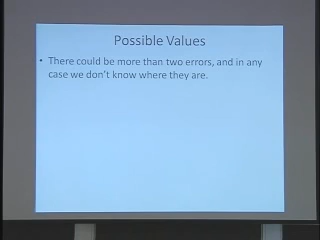 Possible Values
• There could be more than two errors, and in any
case we don't know where they are.